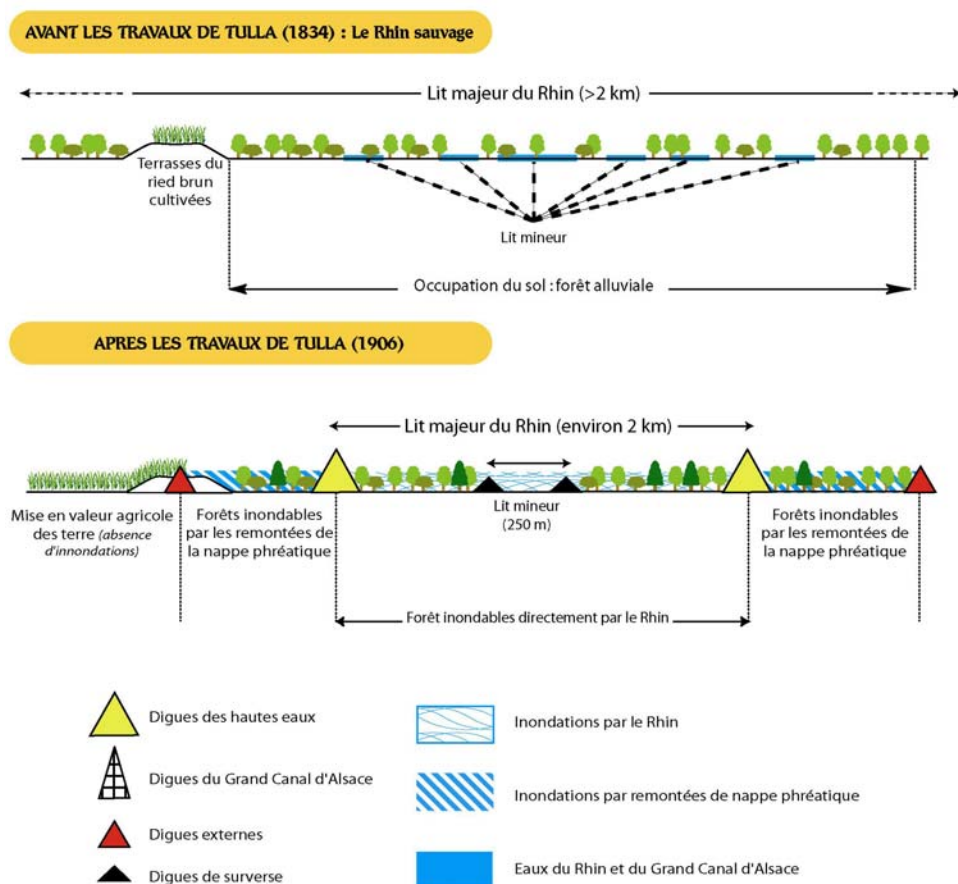 AVANT LES TRAVAUX DE TULLA (1834) : Le Rhin sauvage
Lit majeur du Rhin (>2 km)
Terrasses du
ried brun
cultivées
Lit mineur
Occupation du sol : forêt alluviale
APRES LES TRAVAUX DE TULLA (1906)
Lit majeur du Rhin (environ 2 km)
Mise en valeur agricole
des terre (absence
d'innondations)
Forêts inondables
par les remontées de
la nappe phréatique
Lit mineur
(250 m)
Forêts inondables
par les remontées de
la nappe phréatique
Forêt inondables directement par le Rhin
Digues des hautes eaux
Digues du Grand Canal d'Alsace
Digues externes
Digues de surverse
Inondations par le Rhin
Inondations par remontées de nappe phréatique
Eaux du Rhin et du Grand Canal d'Alsace